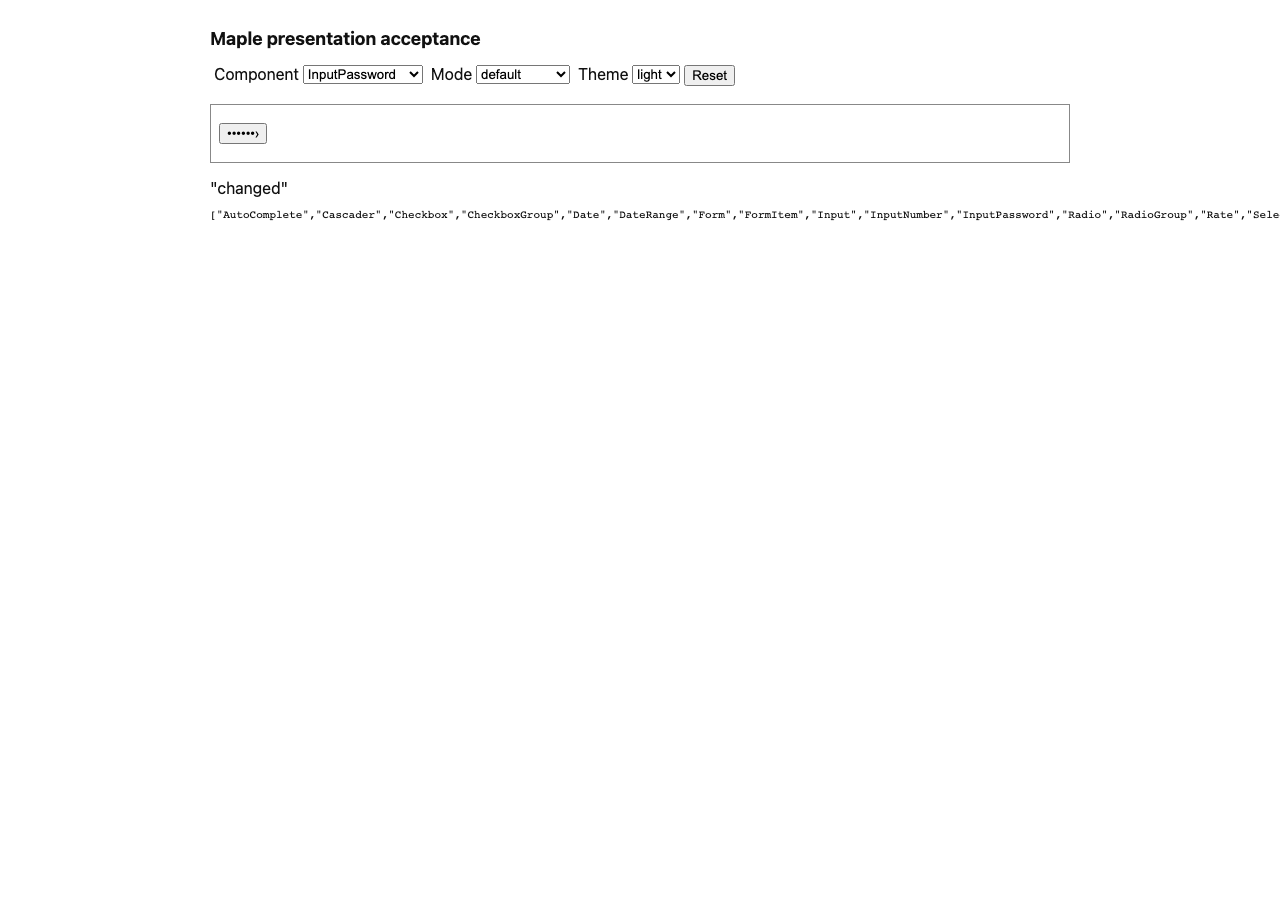 Maple presentation acceptance
Component InputPassword Mode default Theme light Reset
••••••›
"changed"
["AutoComplete","Cascader","Checkbox","CheckboxGroup","Date","DateRange","Form","FormItem","Input","InputNumber","InputPassword","Radio","RadioGroup","Rate","Sele